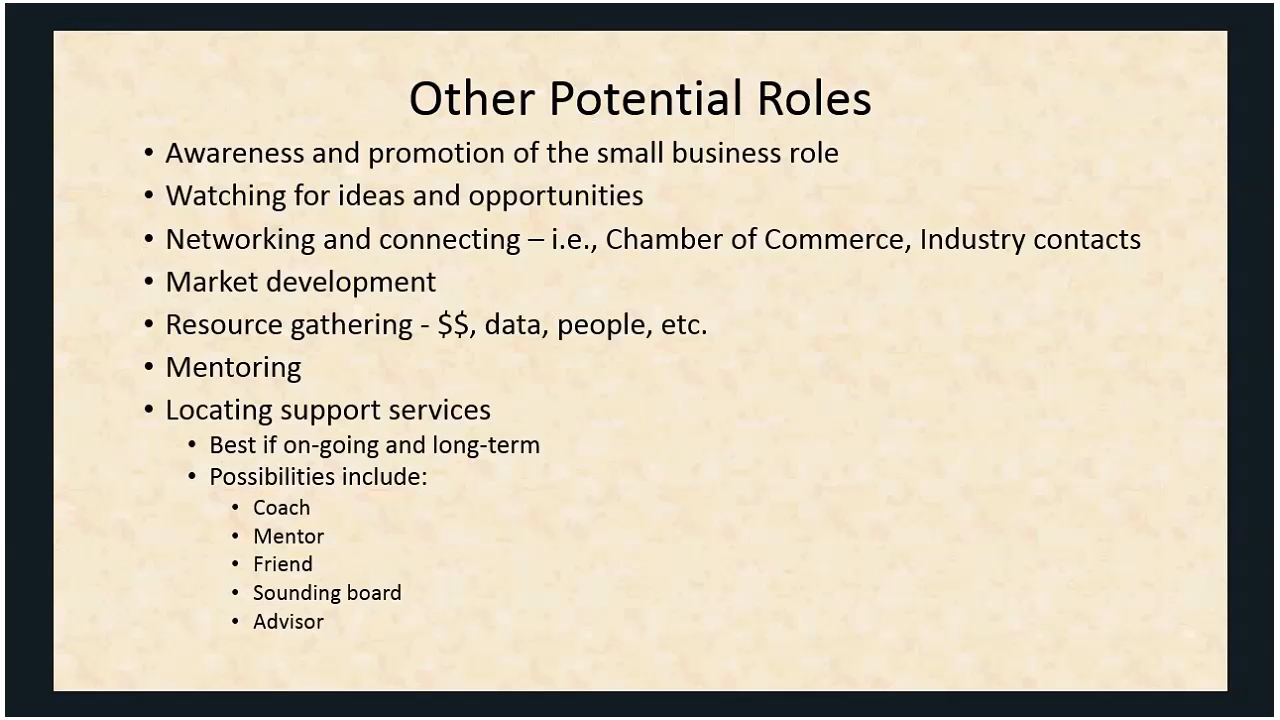 Other Potential Roles
• Awareness and promotion of the small business role
• Watching for ideas and opportunities
• Networking and connecting – i.e., Chamber of Commerce, Industry contacts
• Market development
• Resource gathering - $$, data, people, etc.
• Mentoring
• Locating support services
• Best if on-going and long-term
• Possibilities include:
• Coach
• Mentor
• Friend
• Sounding board
• Advisor